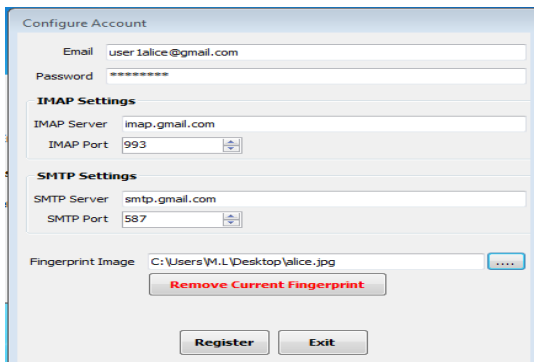 Configure Account
Email user1alice@gmail.com
Password ********
IMAP Settings
IMAP Server imap.gmail.com
IMAP Port 993
SMTP Settings
SMTP Server smtp.gmail.com
SMTP Port 587
Fingerprint Image C:\Users\M.L\Desktop\alice.jpg ....
Remove Current Fingerprint
Register Exit